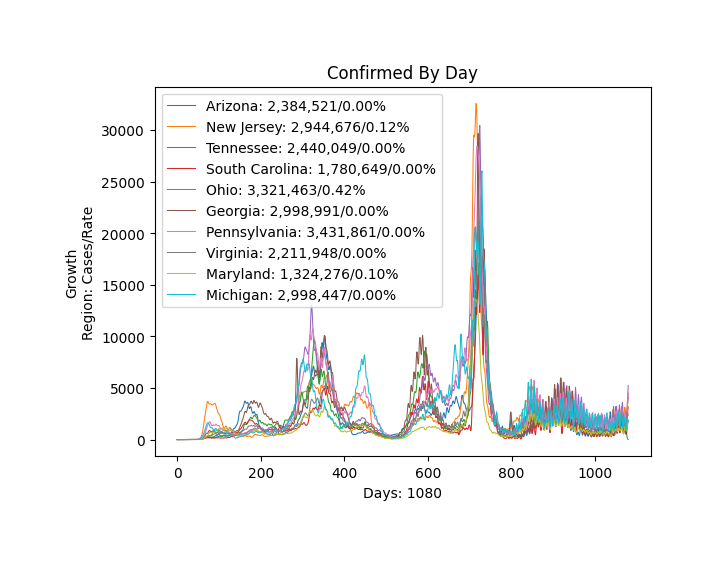 Confirmed By Day
Growth
Region: Cases/Rate
30000
25000
20000
15000
10000
5000
0
Arizona: 2,384,521/0.00%
New Jersey: 2,944,676/0.12%
Tennessee: 2,440,049/0.00%
South Carolina: 1,780,649/0.00%
Ohio: 3,321,463/0.42%
Georgia: 2,998,991/0.00%
Pennsylvania: 3,431,861/0.00%
Virginia: 2,211,948/0.00%
Maryland: 1,324,276/0.10%
Michigan: 2,998,447/0.00%
0 200 400 600 800 1000
Days: 1080